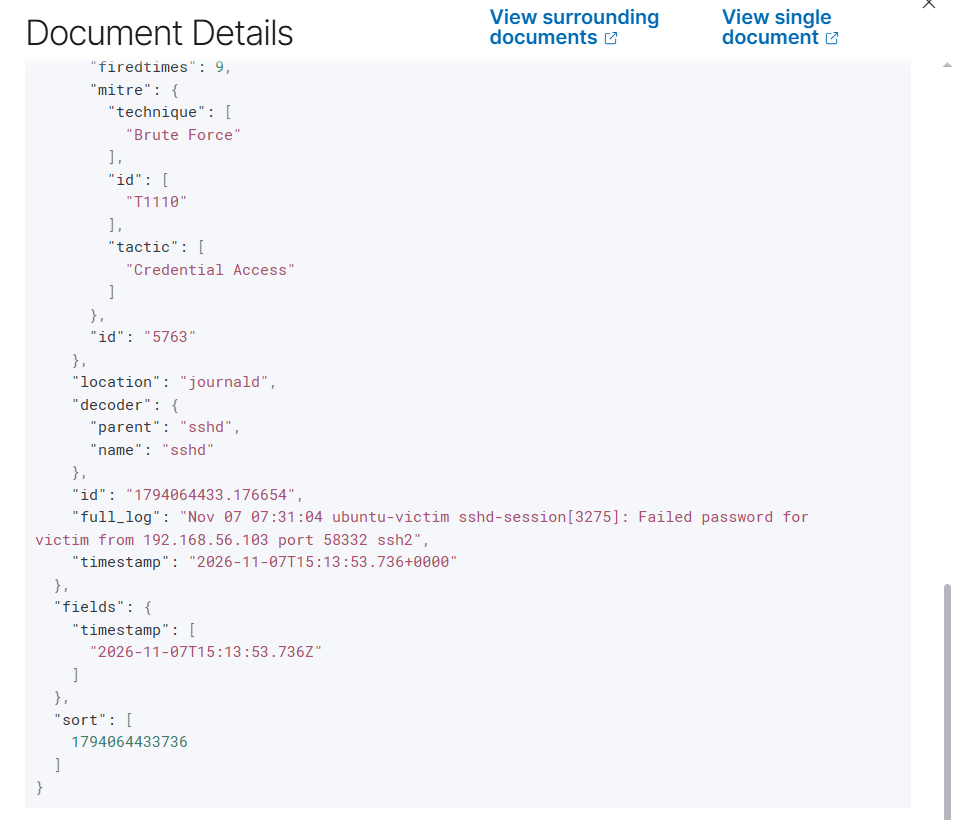 Document Details
View surrounding
documents
View single
document
"firedtimes": 9,
"mitre": {
"technique": [
"Brute Force"
],
"id": [
"T1110"
],
"tactic": [
"Credential Access"
]
},
"id": "5763"
},
"location": "journald",
"decoder": {
"parent": "sshd",
"name": "sshd"
},
"id": "1794064433.176654",
"full_log": "Nov 07 07:31:04 ubuntu-victim sshd-session[3275]: Failed password for
victim from 192.168.56.103 port 58332 ssh2",
"timestamp": "2026-11-07T15:13:53.736+0000"
},
"fields": {
"timestamp": [
"2026-11-07T15:13:53.736Z"
]
},
"sort": [
1794064433736
]
}